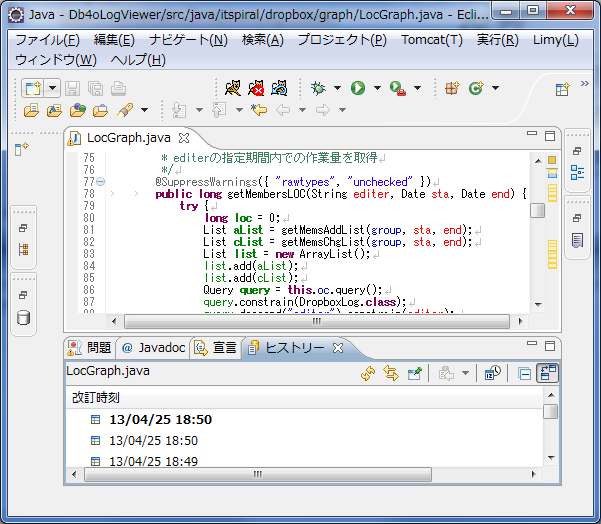 Java - Db4oLogViewer/src/java/itspiral/dropbox/graph/LocGraph.java - Ecli...
ファイル(F) 編集(E) ナビゲート(N) 検索(A) プロジェクト(P) Tomcat(T) 実行(R) Limy(L)
ウィンドウ(W) ヘルプ(H)
LocGraph.java
75 * editerの指定期間内での作業量を取得
76 */
77 @SuppressWarnings({ "rawtypes", "unchecked" })
78 public long getMembersLOC(String editer, Date sta, Date end) {
79 try {
80 long loc = 0;
81 List aList = getMemsAddList(group, sta, end);
82 List cList = getMemsChgList(group, sta, end);
83 List list = new ArrayList();
84 list.add(aList);
85 list.add(cList);
86 Query query = this.oc.query();
87 query.constrain(DropboxLog.class);
88 query.descend("editer").constrain(editer);
問題 @ Javadoc 宣言 ヒストリー
LocGraph.java
改訂時刻
13/04/25 18:50
13/04/25 18:50
13/04/25 18:49